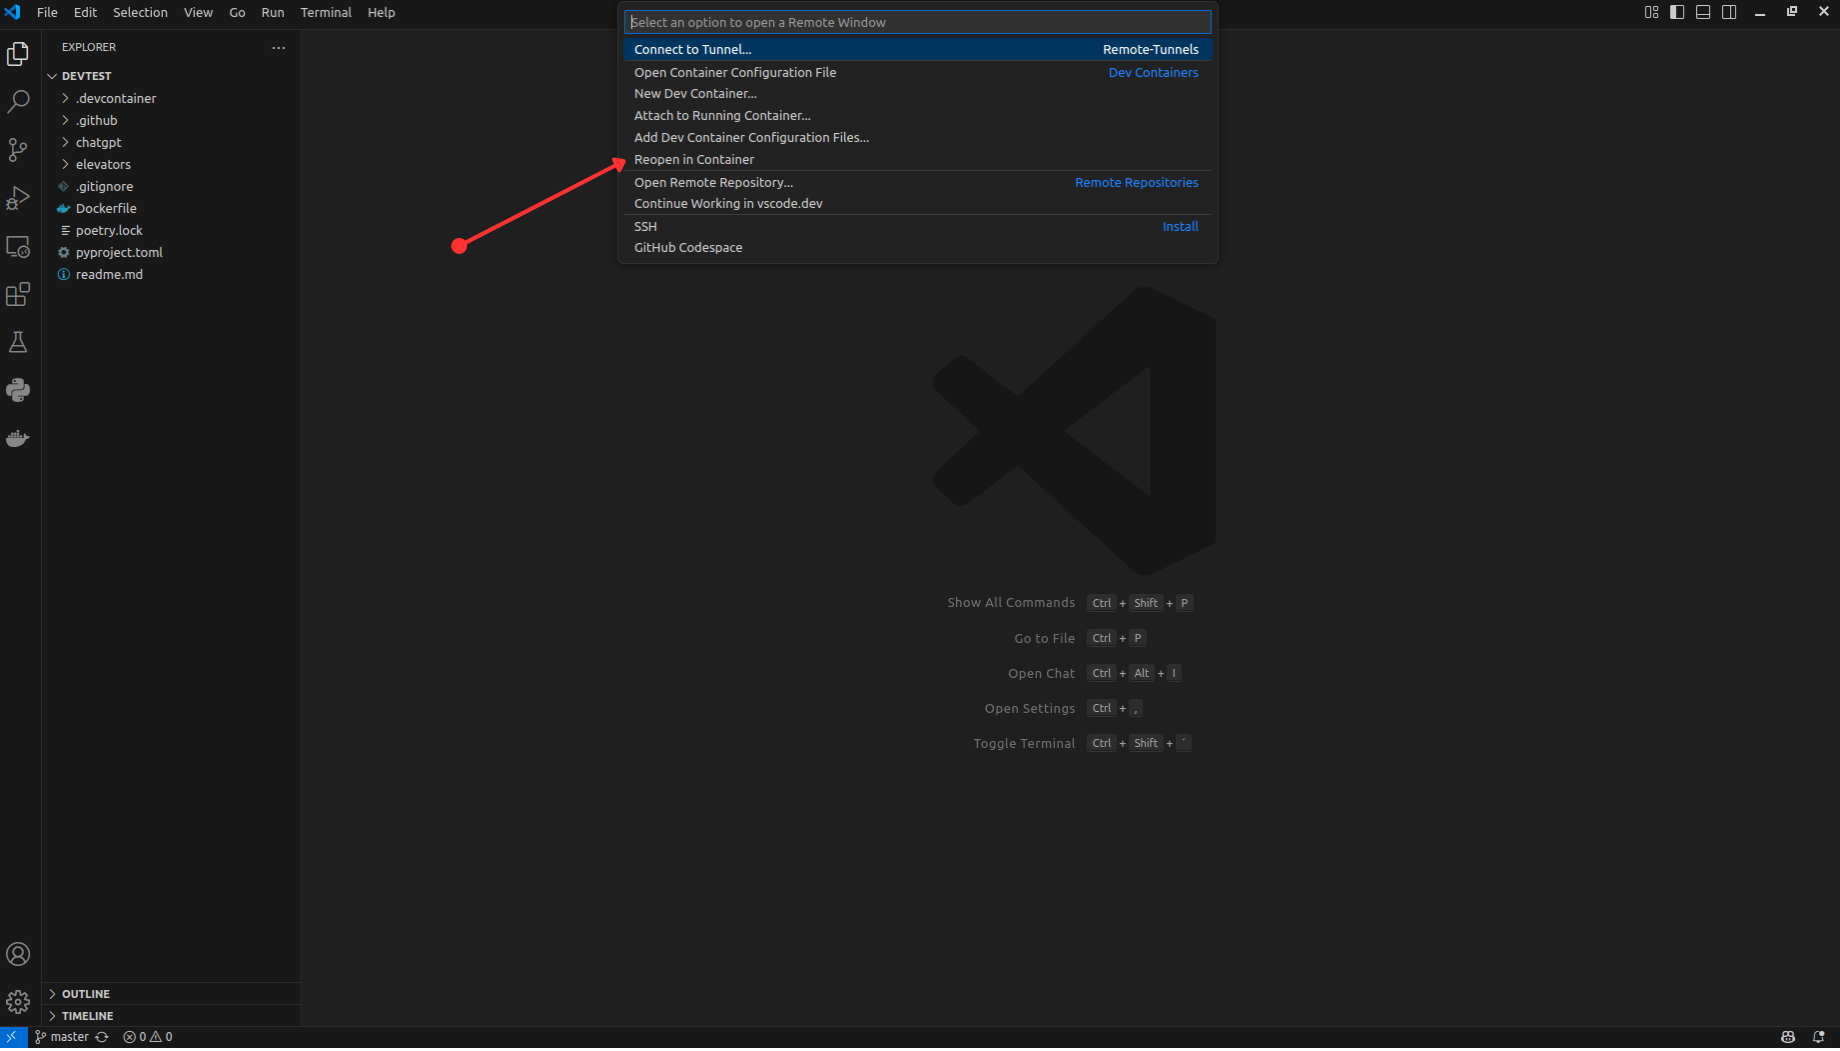 File Edit Selection View Go Run Terminal Help
Select an option to open a Remote Window
Connect to Tunnel... Remote-Tunnels
Open Container Configuration File Dev Containers
New Dev Container...
Attach to Running Container...
Add Dev Container Configuration Files...
Reopen in Container
Open Remote Repository... Remote Repositories
Continue Working in vscode.dev
SSH Install
GitHub Codespace
EXPLORER ...
DEVTEST
.devcontainer
.github
chatgpt
elevators
.gitignore
Dockerfile
poetry.lock
pyproject.toml
readme.md
Show All Commands Ctrl + Shift + P
Go to File Ctrl + P
Open Chat Ctrl + Alt + I
Open Settings Ctrl + ,
Toggle Terminal Ctrl + Shift + ´
OUTLINE
TIMELINE
master 0 0